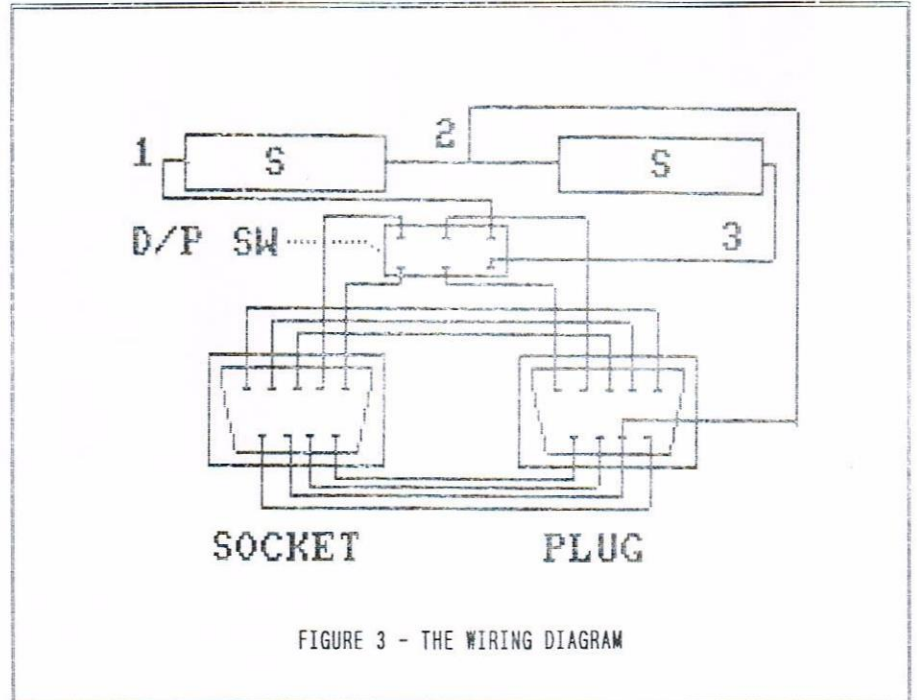 1 S 2 S
D/P SW 3
SOCKET PLUG
FIGURE 3 - THE WIRING DIAGRAM